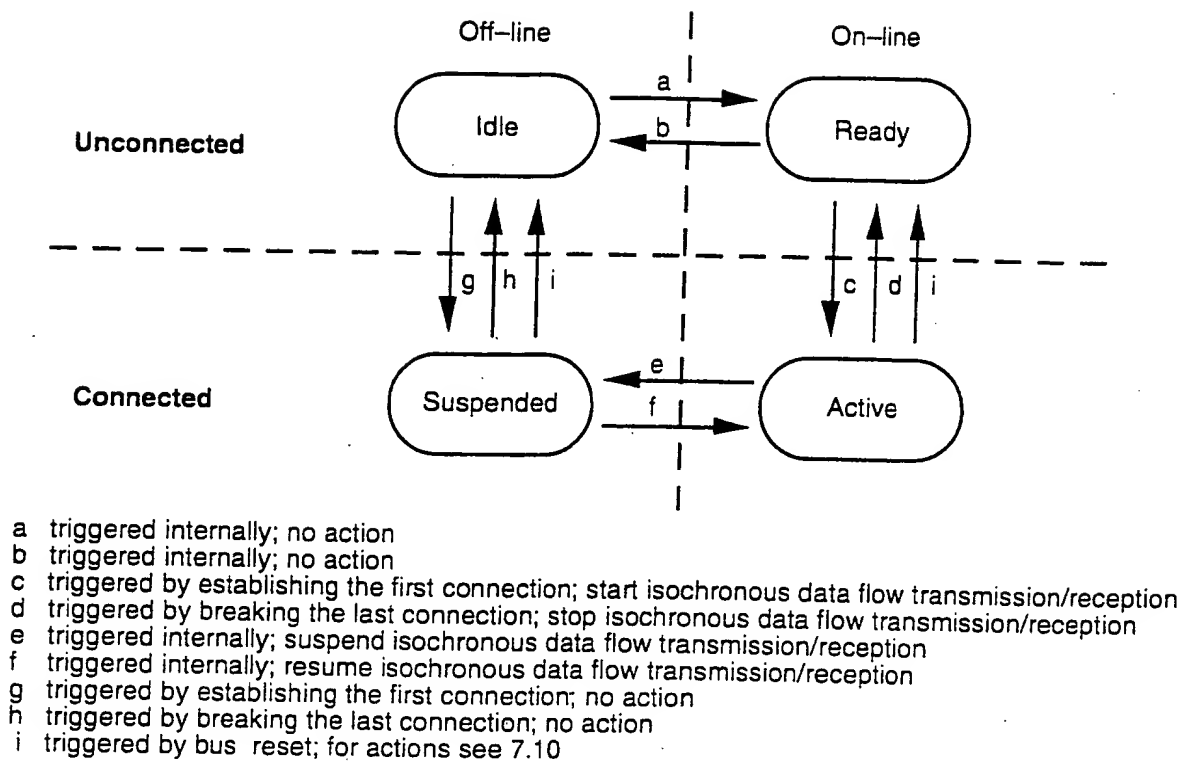 Off–line
On–line
a
Idle
Ready
b
Unconnected
g
h
i
c
d
i
e
Connected
Suspended
Active
f
a triggered internally; no action
b triggered internally; no action
c triggered by establishing the first connection; start isochronous data flow transmission/reception
d triggered by breaking the last connection; stop isochronous data flow transmission/reception
e triggered internally; suspend isochronous data flow transmission/reception
f triggered internally; resume isochronous data flow transmission/reception
g triggered by establishing the first connection; no action
h triggered by breaking the last connection; no action
i triggered by bus reset; for actions see 7.10